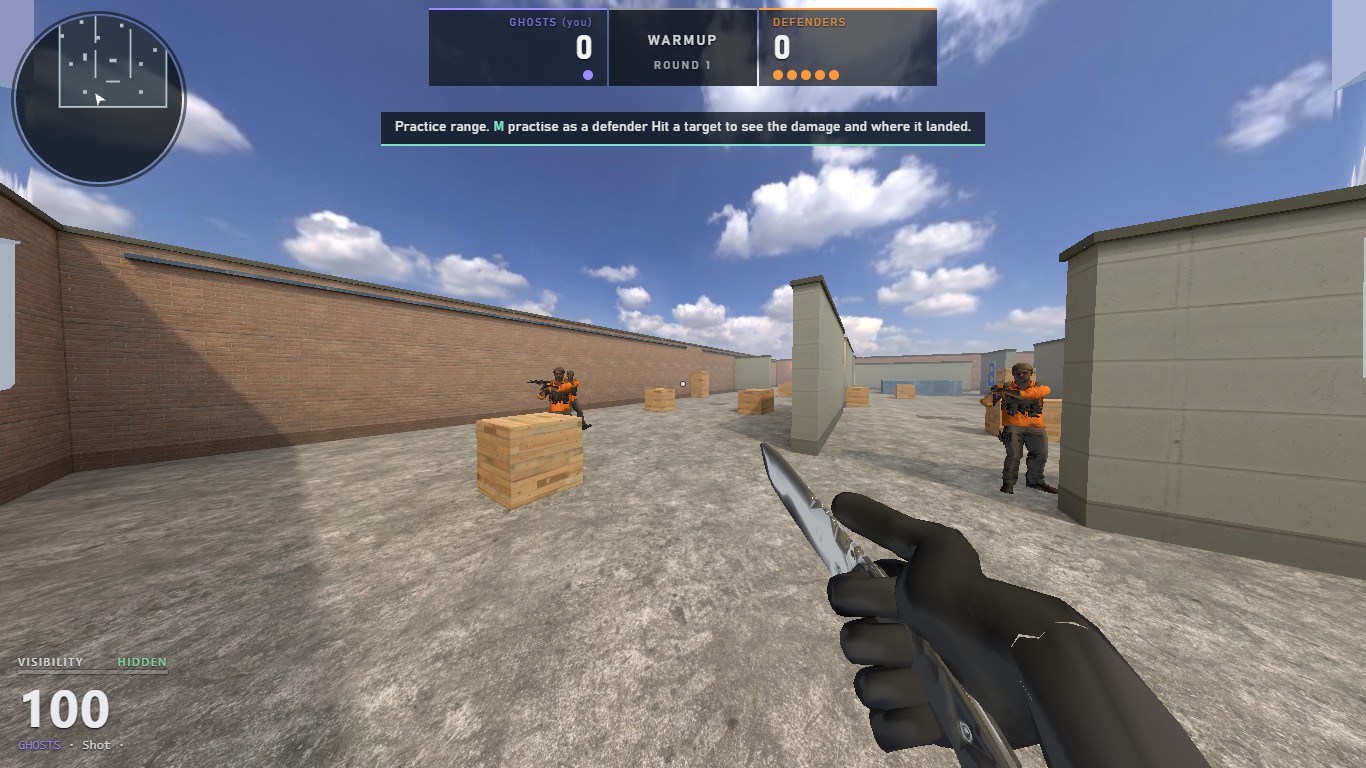 GHOSTS (you)
0
WARMUP
ROUND 1
DEFENDERS
0
Practice range. M practise as a defender Hit a target to see the damage and where it landed.
VISIBILITY HIDDEN
100
GHOSTS · Shot ·